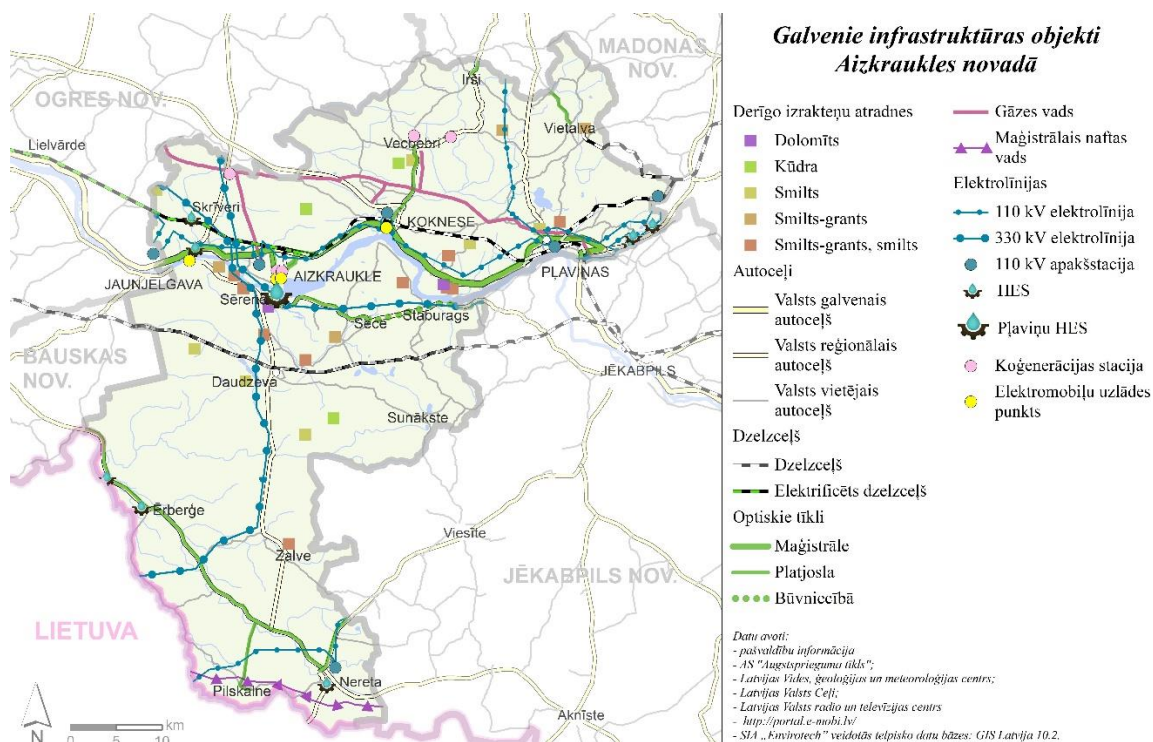 Galvenie infrastruktūras objekti
Aizkraukles novadā
MADONAS
NOV.
OGRES NOV.
Lielvārde
Irši
Vietalva
Vecbebri
Skrīveri
KOKNESE
AIZKRAUKLE
PĻAVIŅAS
JAUNJELGAVA
Sērene
Sece
Staburags
BAUSKAS
NOV.
JĒKABPILS
Daudzeva
Sunākste
Ērberģe
Viesīte
Zalve
JĒKABPILS NOV.
LIETUVA
Pilskalne
Nereta
Aknīste
N
0 5 10
km
Derīgo izrakteņu atradnes
Dolomīts
Kūdra
Smilts
Smilts-grants
Smilts-grants, smilts
Autoceļi
Valsts galvenais
autoceļš
Valsts reģionālais
autoceļš
Valsts vietējais
autoceļš
Dzelzceļš
Dzelzceļš
Elektrificēts dzelzceļš
Optiskie tīkli
Maģistrāle
Platjosla
Būvniecībā
Gāzes vads
Maģistrālais naftas
vads
Elektrolīnijas
110 kV elektrolīnija
330 kV elektrolīnija
110 kV apakšstacija
HES
Pļaviņu HES
Koģenerācijas stacija
Elektromobiļu uzlādes
punkts
Datu avoti:
- pašvaldību informācija
- AS "Augstsprieguma tīkls";
- Latvijas Vides, ģeoloģijas un meteoroloģijas centrs;
- Latvijas Valsts Ceļi;
- Latvijas Valsts radio un televīzijas centrs
- http://portal.e-mobi.lv/
- SIA „Envirotech” veidotās telpisko datu bāzes: GIS Latvija 10.2.